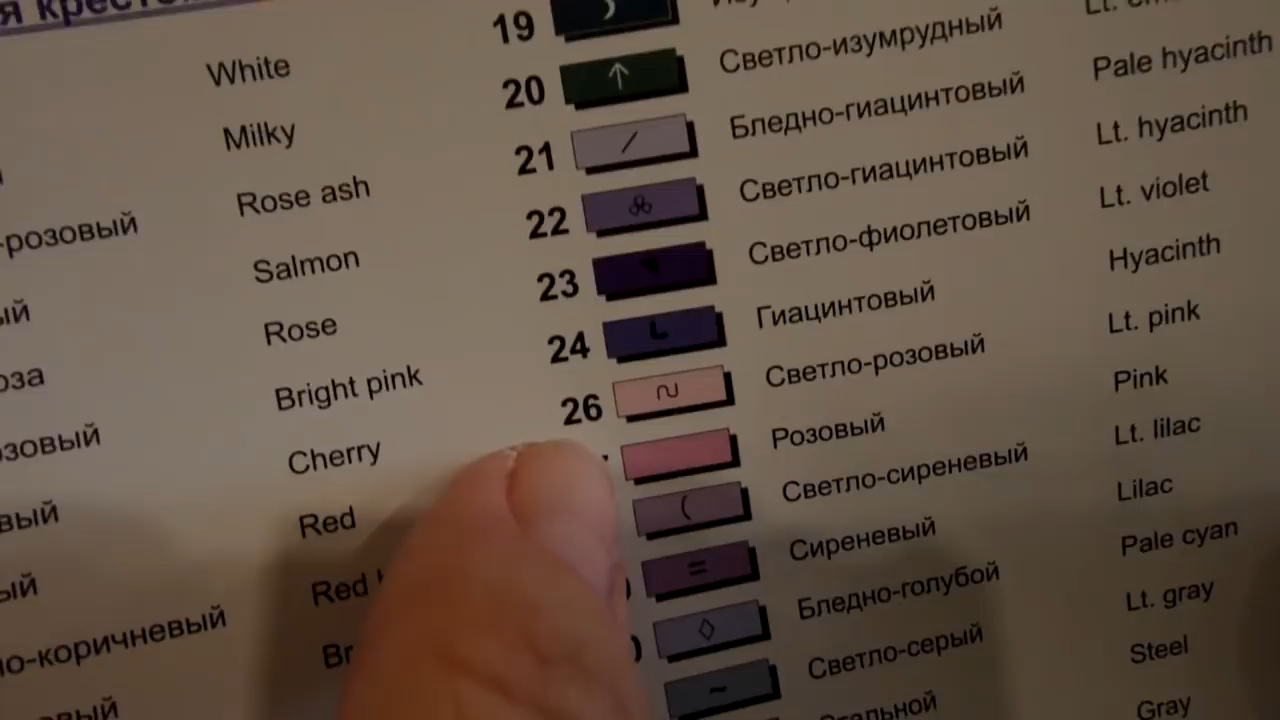 White
Milky
Rose ash
-розовый
Salmon
ый
Rose
Bright pink
Cherry
Red
Red
19
20 Светло-изумрудный
21 Бледно-гиацинтовый Pale hyacinth
22 Светло-гиацинтовый Lt. hyacinth
23 Светло-фиолетовый Lt. violet
24 Гиацинтовый Hyacinth
26 Светло-розовый Lt. pink
Розовый Pink
Светло-сиреневый Lt. lilac
Сиреневый Lilac
Бледно-голубой Pale cyan
Светло-серый Lt. gray
Steel
Gray